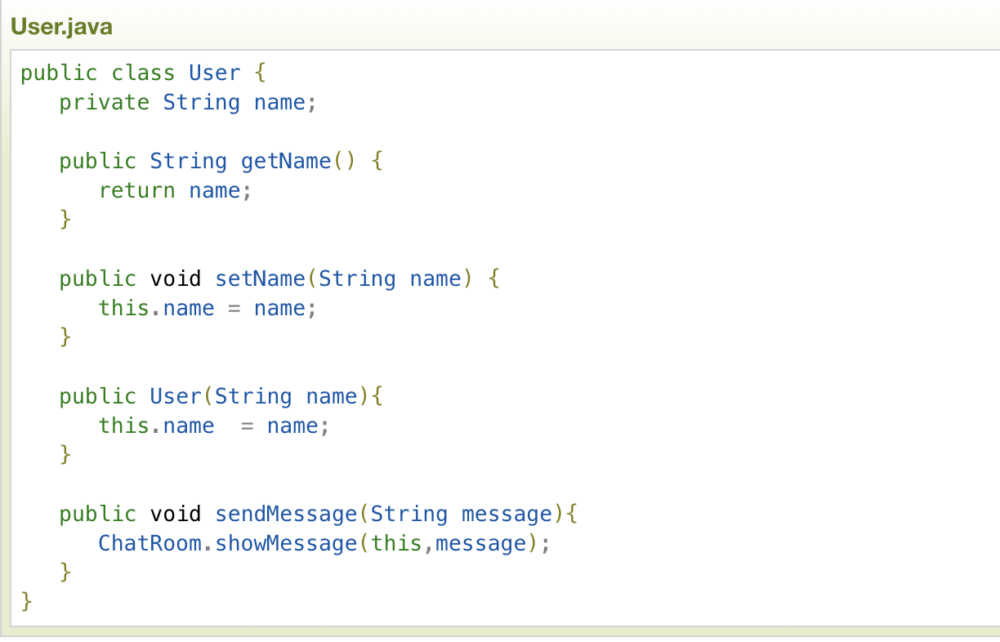 User.java
public class User {
   private String name;

   public String getName() {
      return name;
   }

   public void setName(String name) {
      this.name = name;
   }

   public User(String name){
      this.name  = name;
   }

   public void sendMessage(String message){
      ChatRoom.showMessage(this,message);
   }
}